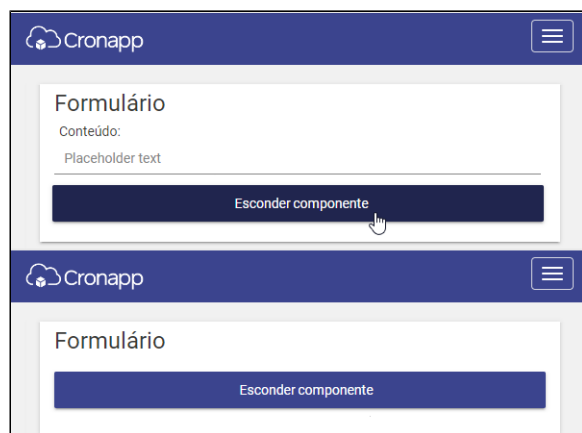 Cronapp
Formulário
Conteúdo:
Placeholder text
Esconder componente
Cronapp
Formulário
Esconder componente